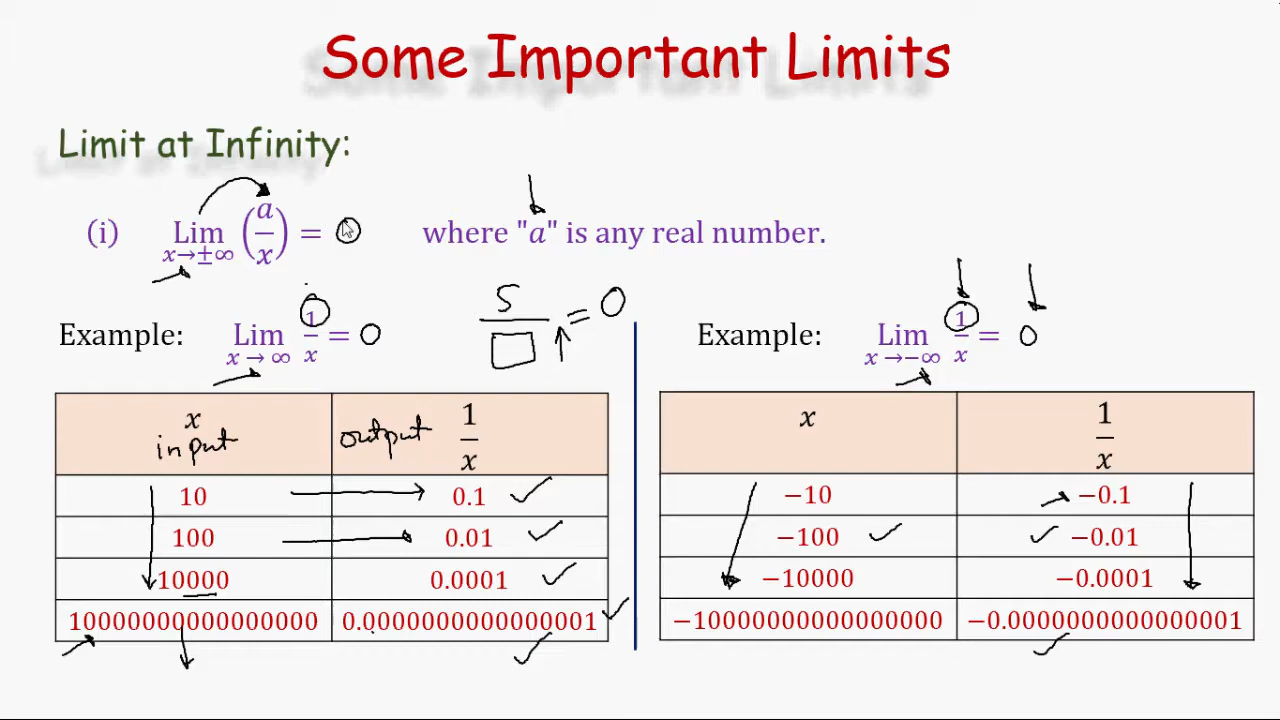 Some Important Limits
Limit at Infinity:
(i) Lim x→±∞ (a/x) = 0 where "a" is any real number.
Example: Lim x→∞ 1/x = 0
5/□ = 0
x input | output 1/x
10 | 0.1
100 | 0.01
10000 | 0.0001
10000000000000000 | 0.0000000000000001
Example: Lim x→−∞ 1/x = 0
x | 1/x
−10 | −0.1
−100 | −0.01
−10000 | −0.0001
−10000000000000000 | −0.0000000000000001